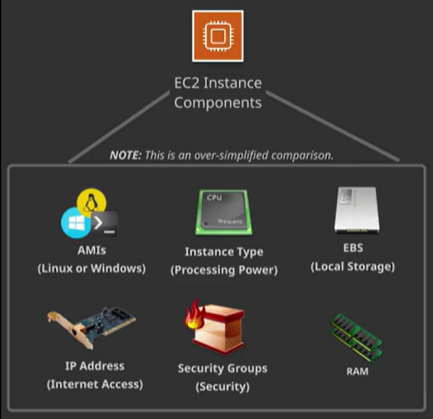 EC2 Instance
Components
NOTE: This is an over-simplified comparison.
AMIs
(Linux or Windows)
CPU
Instance Type
(Processing Power)
EBS
(Local Storage)
IP Address
(Internet Access)
Security Groups
(Security)
RAM